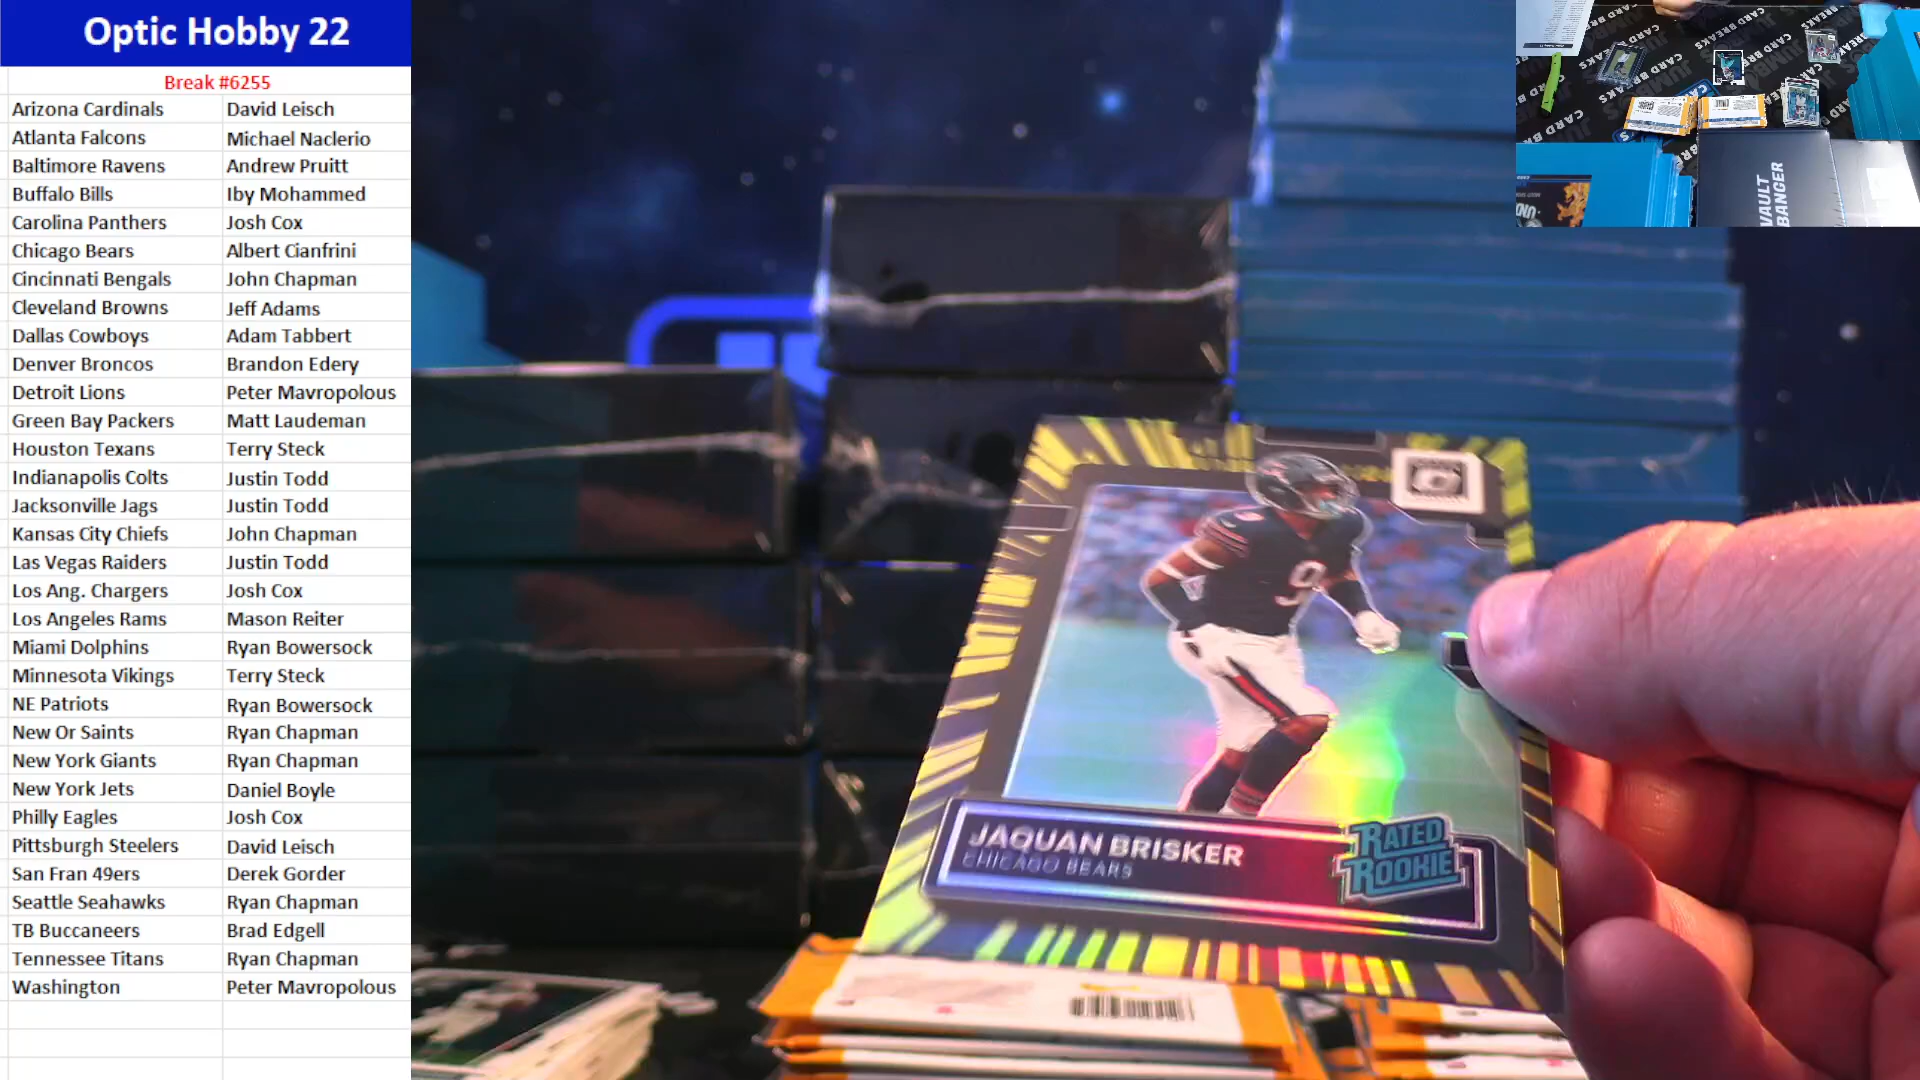 Optic Hobby 22
Break #6255
Arizona Cardinals David Leisch
Atlanta Falcons Michael Naclerio
Baltimore Ravens Andrew Pruitt
Buffalo Bills Iby Mohammed
Carolina Panthers Josh Cox
Chicago Bears Albert Cianfrini
Cincinnati Bengals John Chapman
Cleveland Browns Jeff Adams
Dallas Cowboys Adam Tabbert
Denver Broncos Brandon Edery
Detroit Lions Peter Mavropolous
Green Bay Packers Matt Laudeman
Houston Texans Terry Steck
Indianapolis Colts Justin Todd
Jacksonville Jags Justin Todd
Kansas City Chiefs John Chapman
Las Vegas Raiders Justin Todd
Los Ang. Chargers Josh Cox
Los Angeles Rams Mason Reiter
Miami Dolphins Ryan Bowersock
Minnesota Vikings Terry Steck
NE Patriots Ryan Bowersock
New Or Saints Ryan Chapman
New York Giants Ryan Chapman
New York Jets Daniel Boyle
Philly Eagles Josh Cox
Pittsburgh Steelers David Leisch
San Fran 49ers Derek Gorder
Seattle Seahawks Ryan Chapman
TB Buccaneers Brad Edgell
Tennessee Titans Ryan Chapman
Washington Peter Mavropolous
CARD BREAKS
VAULT
BANGER
9
JAQUAN BRISKER
CHICAGO BEARS
RATED
ROOKIE